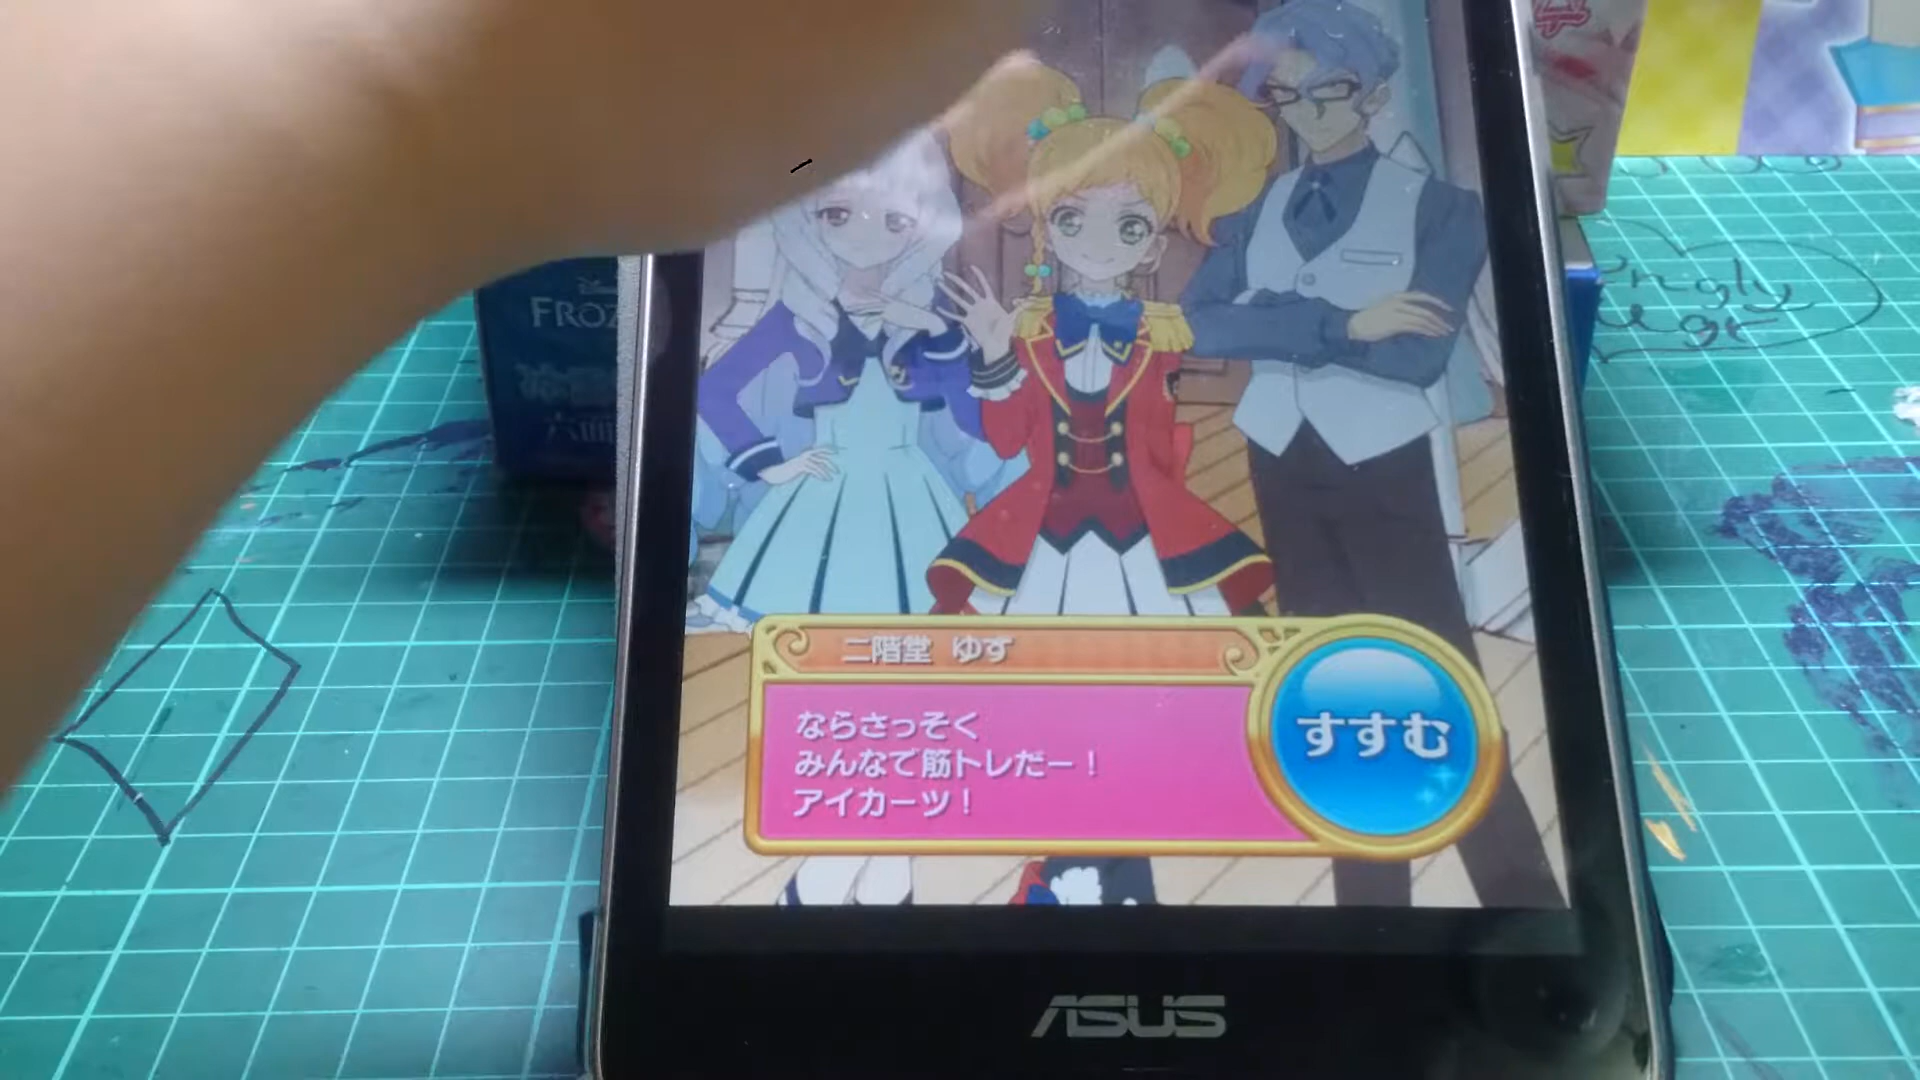 二階堂 ゆず
ならさっそく
みんなで筋トレだー！
アイカーツ！
すすむ
ASUS